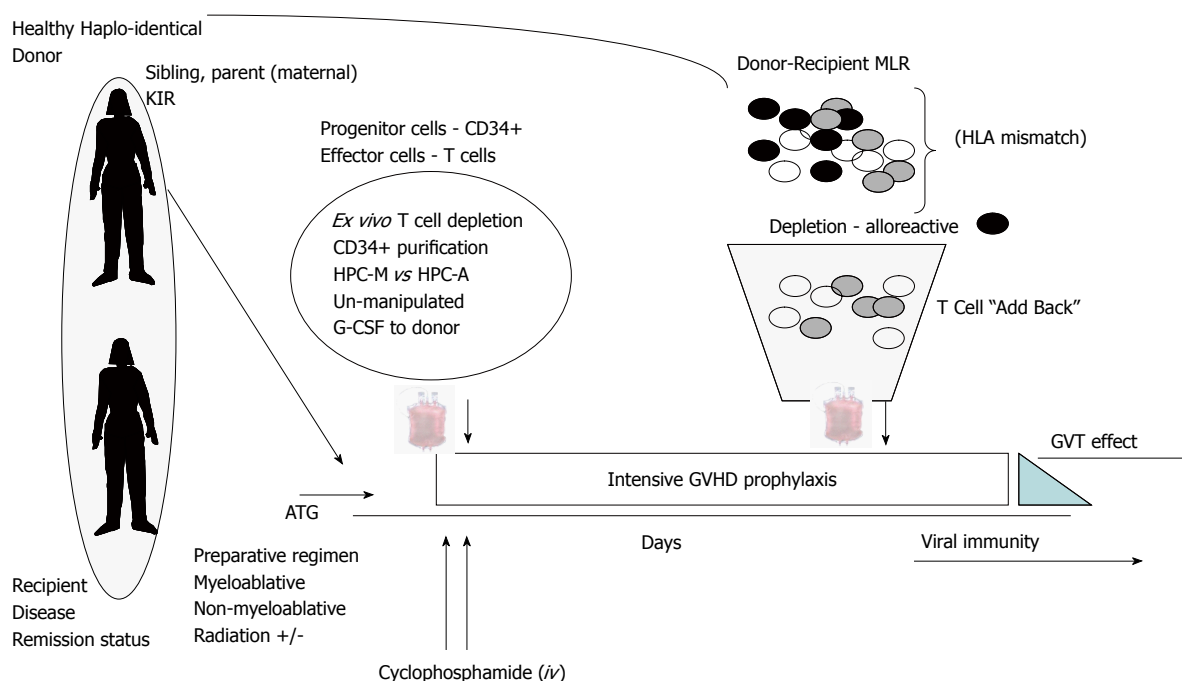 Healthy Haplo-identical
Donor
Sibling, parent (maternal)
KIR
Progenitor cells - CD34+
Effector cells - T cells
Ex vivo T cell depletion
CD34+ purification
HPC-M vs HPC-A
Un-manipulated
G-CSF to donor
Donor-Recipient MLR
(HLA mismatch)
Depletion - alloreactive
T Cell “Add Back”
GVT effect
Intensive GVHD prophylaxis
ATG
Days
Viral immunity
Preparative regimen
Myeloablative
Non-myeloablative
Radiation +/-
Recipient
Disease
Remission status
Cyclophosphamide (iv)